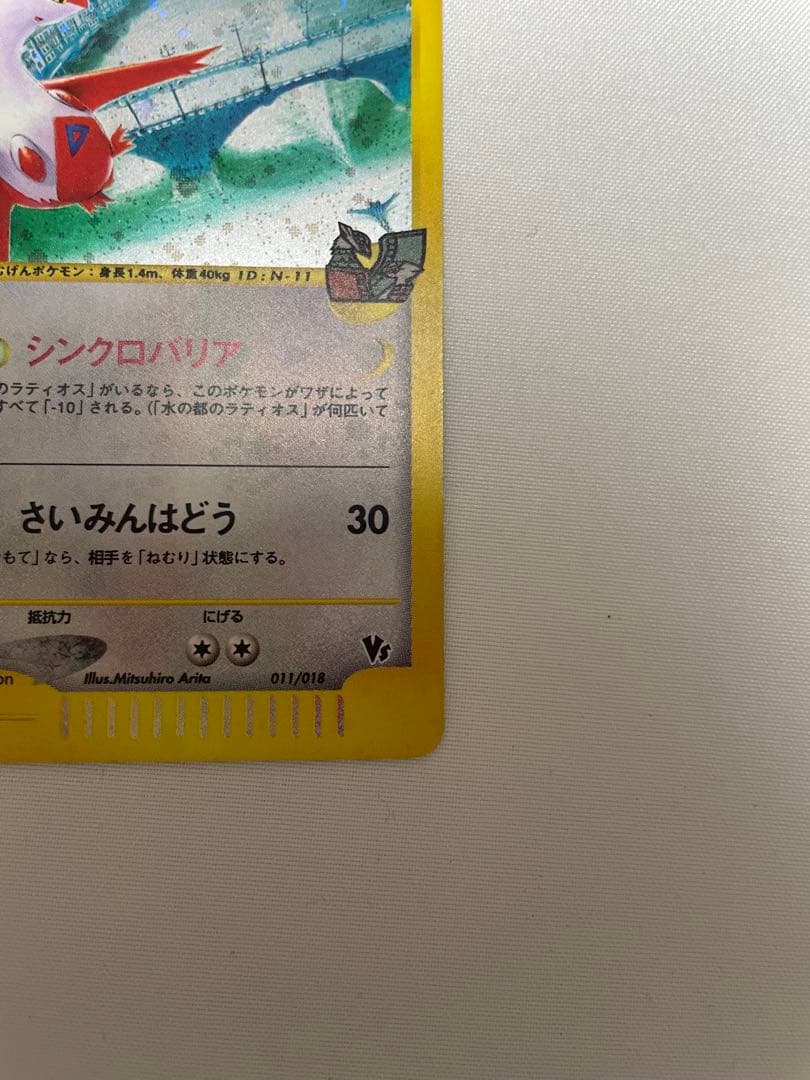 むげんポケモン：身長1.4m、体重40kg ID:N-11
シンクロバリア
のラティオス」がいるなら、このポケモンがワザによって
すべて「-10」される。（「水の都のラティオス」が何匹いて
さいみんはどう 30
もて」なら、相手を「ねむり」状態にする。
抵抗力 にげる
on Illus.Mitsuhiro Arita 011/018 VS